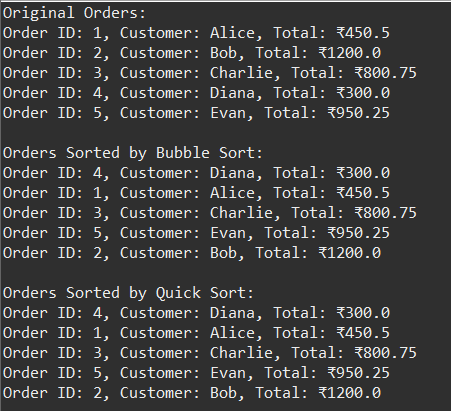 Original Orders:
Order ID: 1, Customer: Alice, Total: ₹450.5
Order ID: 2, Customer: Bob, Total: ₹1200.0
Order ID: 3, Customer: Charlie, Total: ₹800.75
Order ID: 4, Customer: Diana, Total: ₹300.0
Order ID: 5, Customer: Evan, Total: ₹950.25
Orders Sorted by Bubble Sort:
Order ID: 4, Customer: Diana, Total: ₹300.0
Order ID: 1, Customer: Alice, Total: ₹450.5
Order ID: 3, Customer: Charlie, Total: ₹800.75
Order ID: 5, Customer: Evan, Total: ₹950.25
Order ID: 2, Customer: Bob, Total: ₹1200.0
Orders Sorted by Quick Sort:
Order ID: 4, Customer: Diana, Total: ₹300.0
Order ID: 1, Customer: Alice, Total: ₹450.5
Order ID: 3, Customer: Charlie, Total: ₹800.75
Order ID: 5, Customer: Evan, Total: ₹950.25
Order ID: 2, Customer: Bob, Total: ₹1200.0